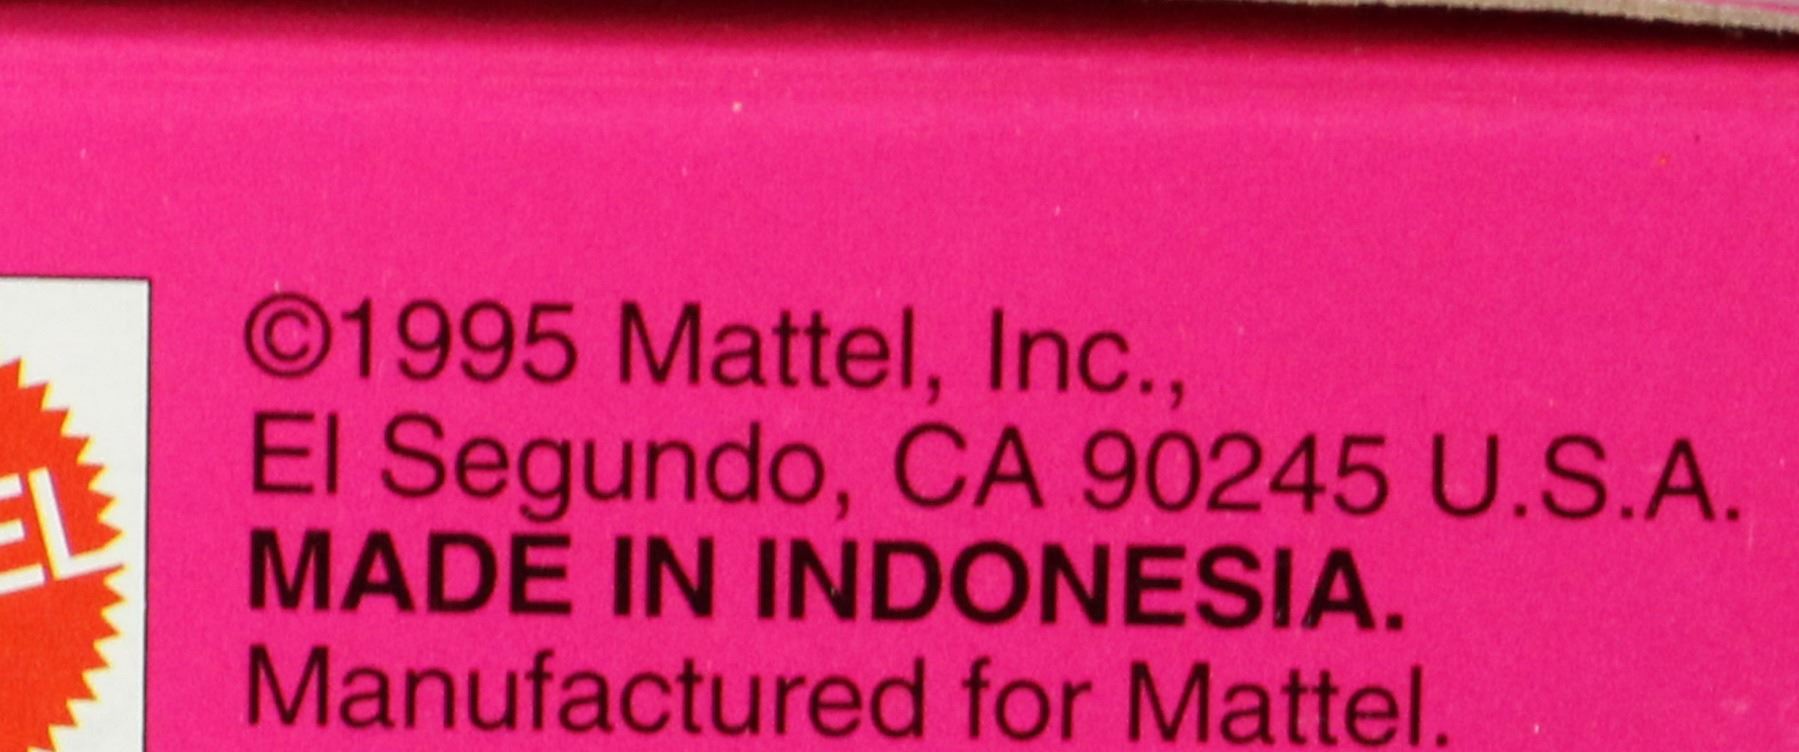 ©1995 Mattel, Inc.,
El Segundo, CA 90245 U.S.A.
MADE IN INDONESIA.
Manufactured for Mattel.